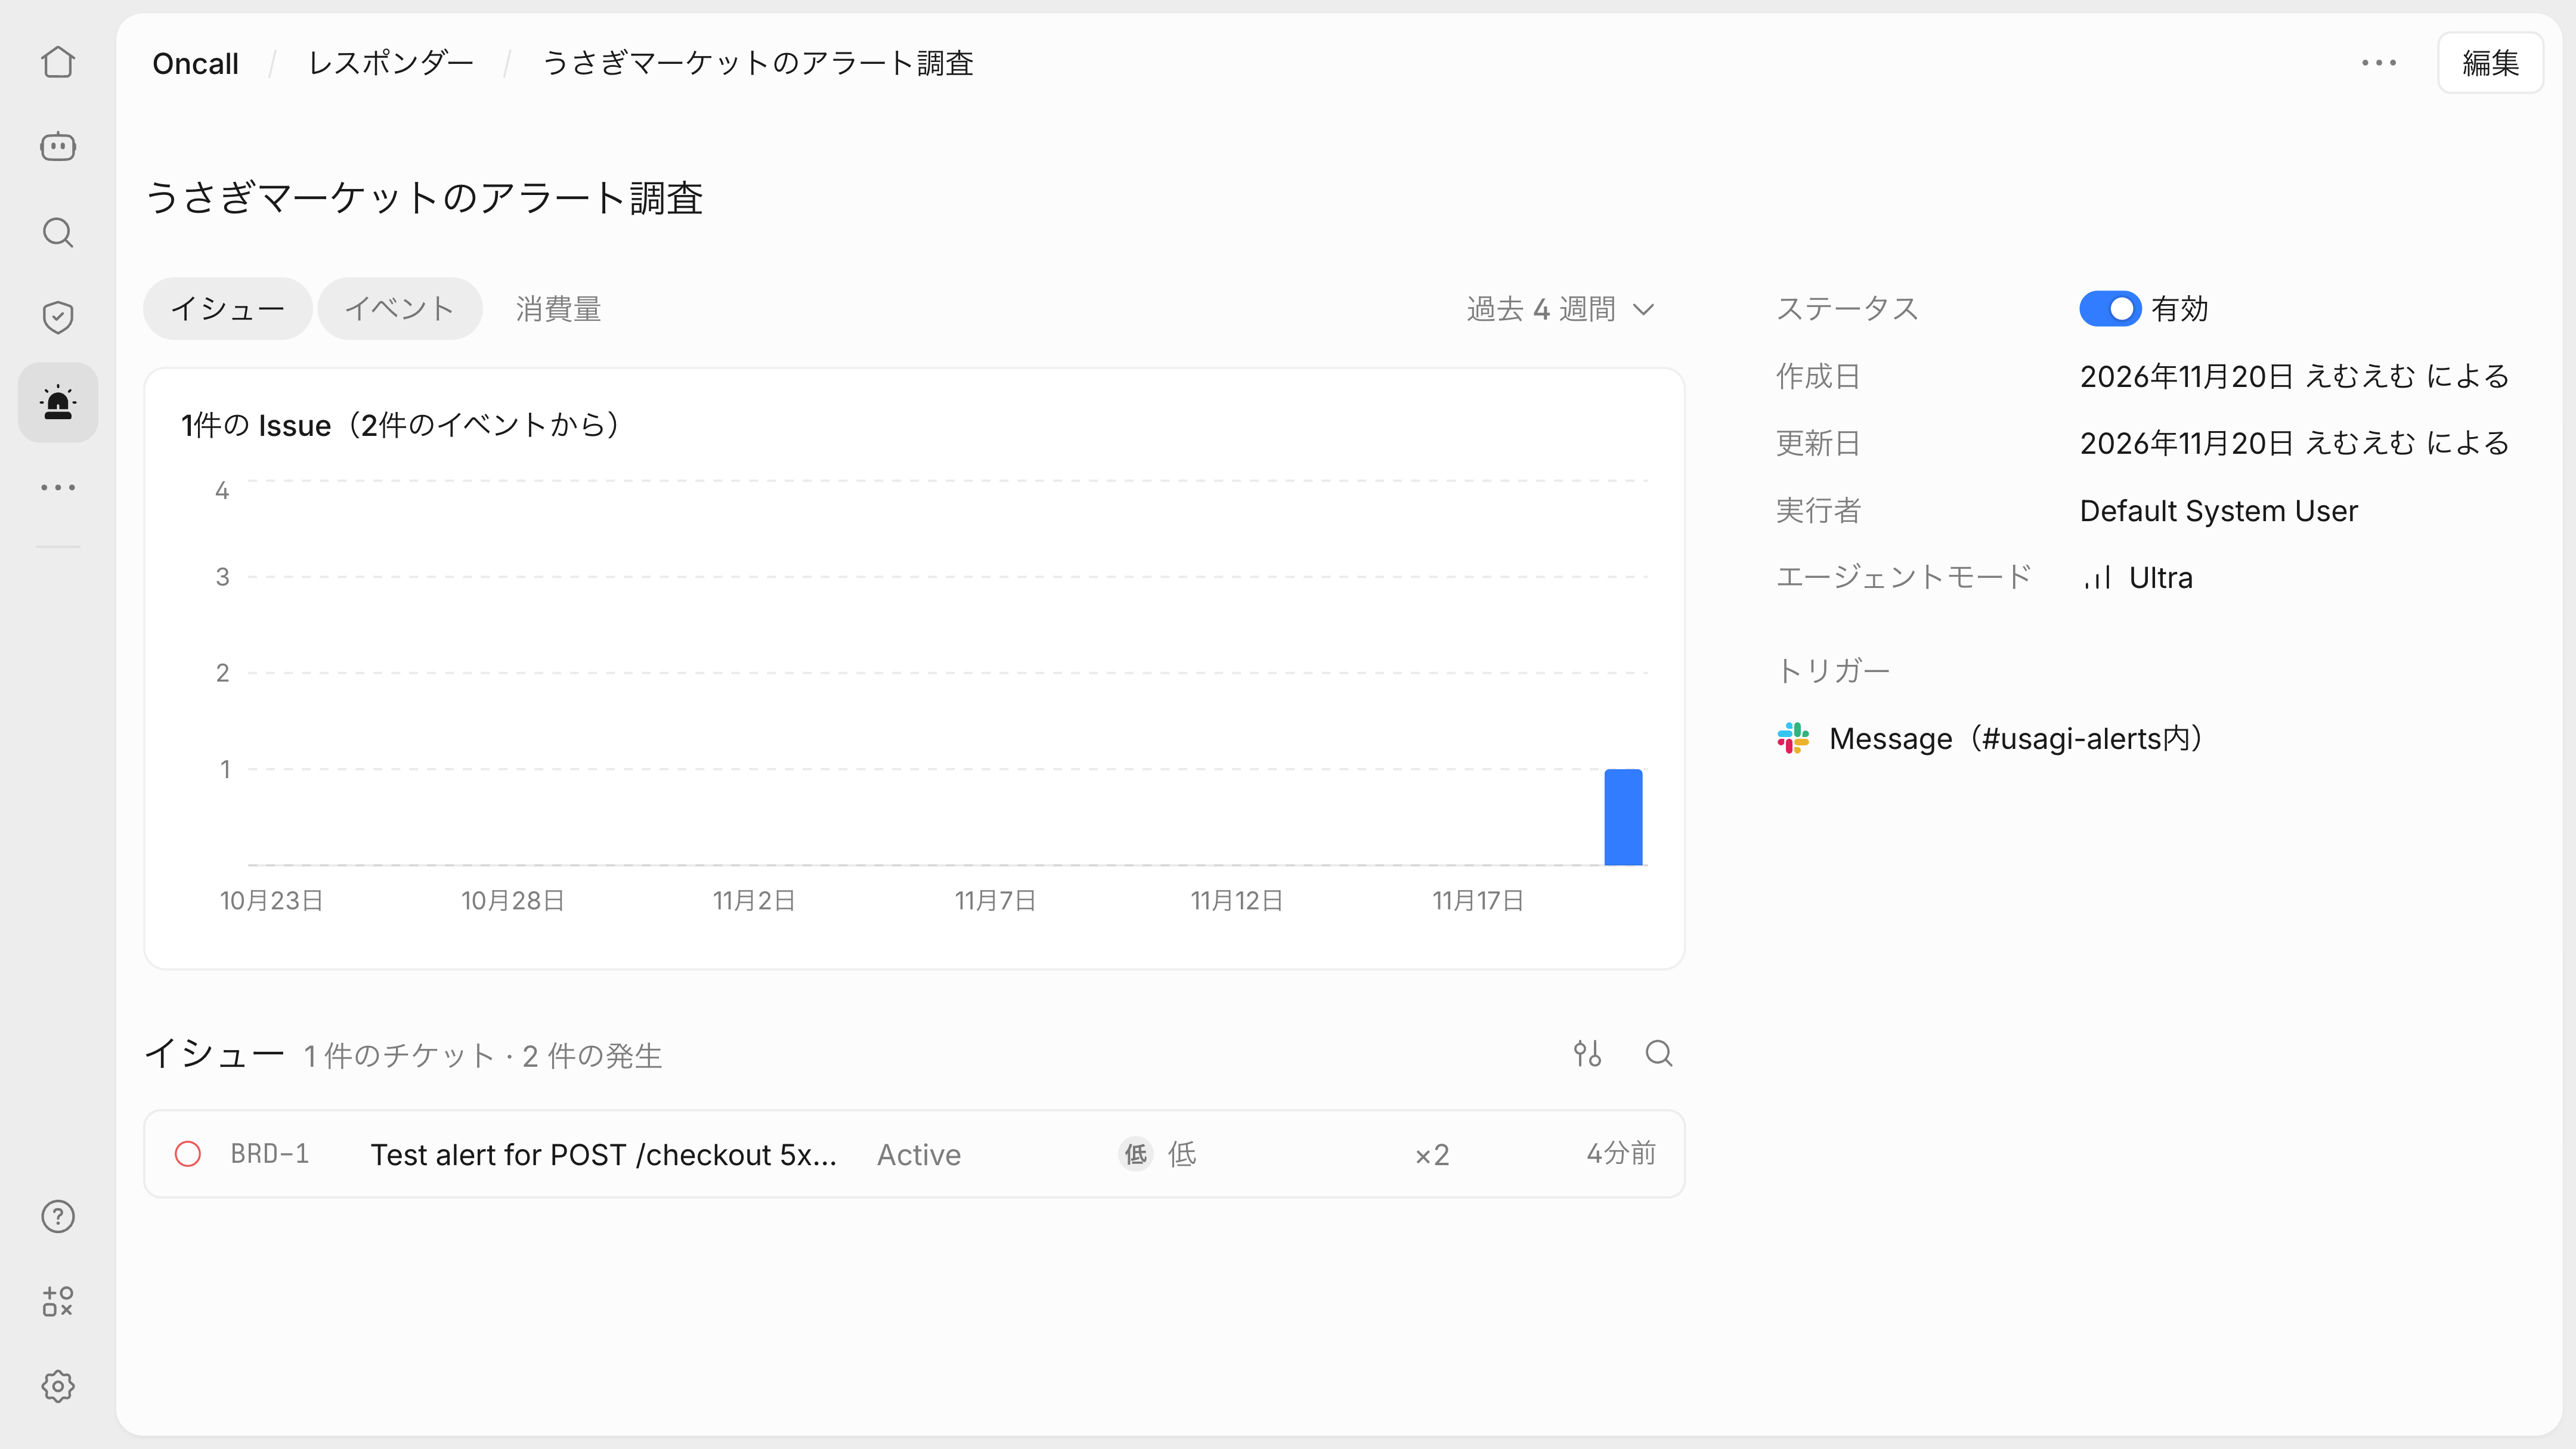 Oncall / レスポンダー / うさぎマーケットのアラート調査
編集
うさぎマーケットのアラート調査
イシュー イベント 消費量 過去 4 週間
1件の Issue（2件のイベントから）
4
3
2
1
10月23日 10月28日 11月2日 11月7日 11月12日 11月17日
イシュー 1 件のチケット · 2 件の発生
BRD-1 Test alert for POST /checkout 5x... Active 低 低 ×2 4分前
ステータス 有効
作成日 2026年11月20日 えむえむ による
更新日 2026年11月20日 えむえむ による
実行者 Default System User
エージェントモード Ultra
トリガー
Message（#usagi-alerts内）